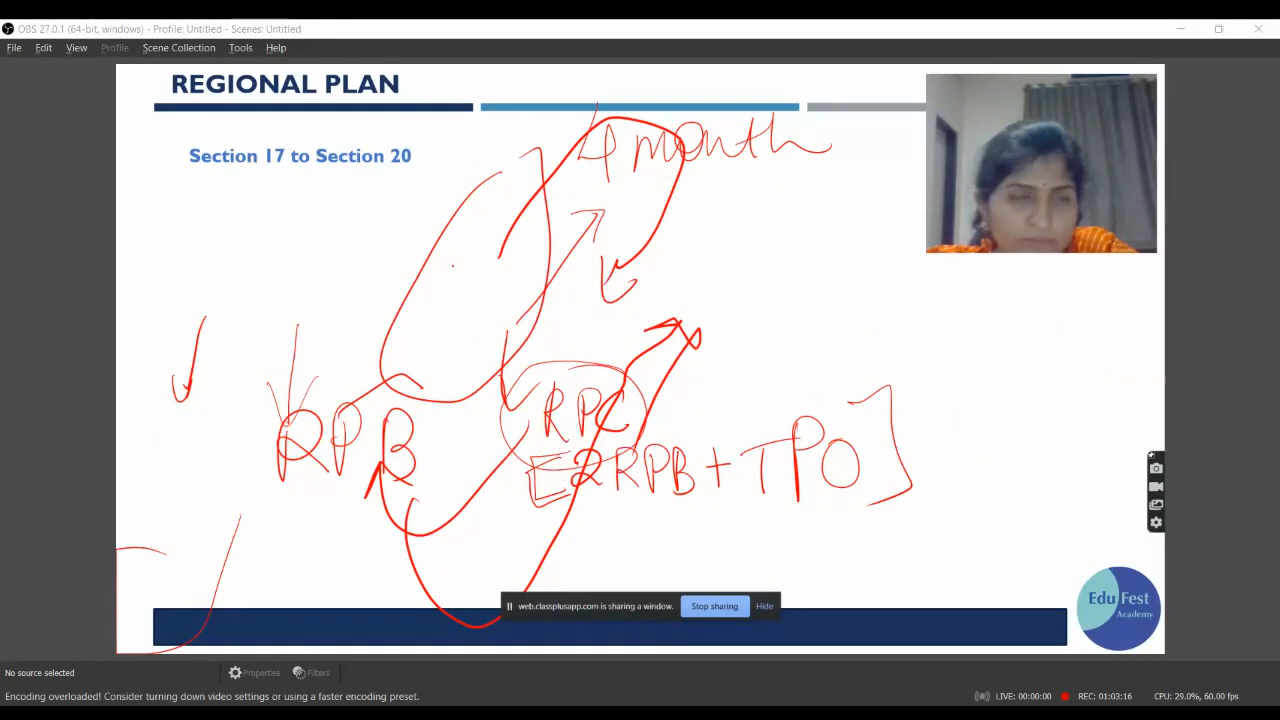 OBS 27.0.1 (64-bit, windows) - Profile: Untitled - Scenes: Untitled
File Edit View Profile Scene Collection Tools Help
REGIONAL PLAN
Section 17 to Section 20
4 month
RPB
RPC
[2RPB + TPO]
web.classplusapp.com is sharing a window. Stop sharing Hide
EduFest
Academy
No source selected Properties Filters
Encoding overloaded! Consider turning down video settings or using a faster encoding preset. LIVE: 00:00:00 REC: 01:03:16 CPU: 29.0%, 60.00 fps